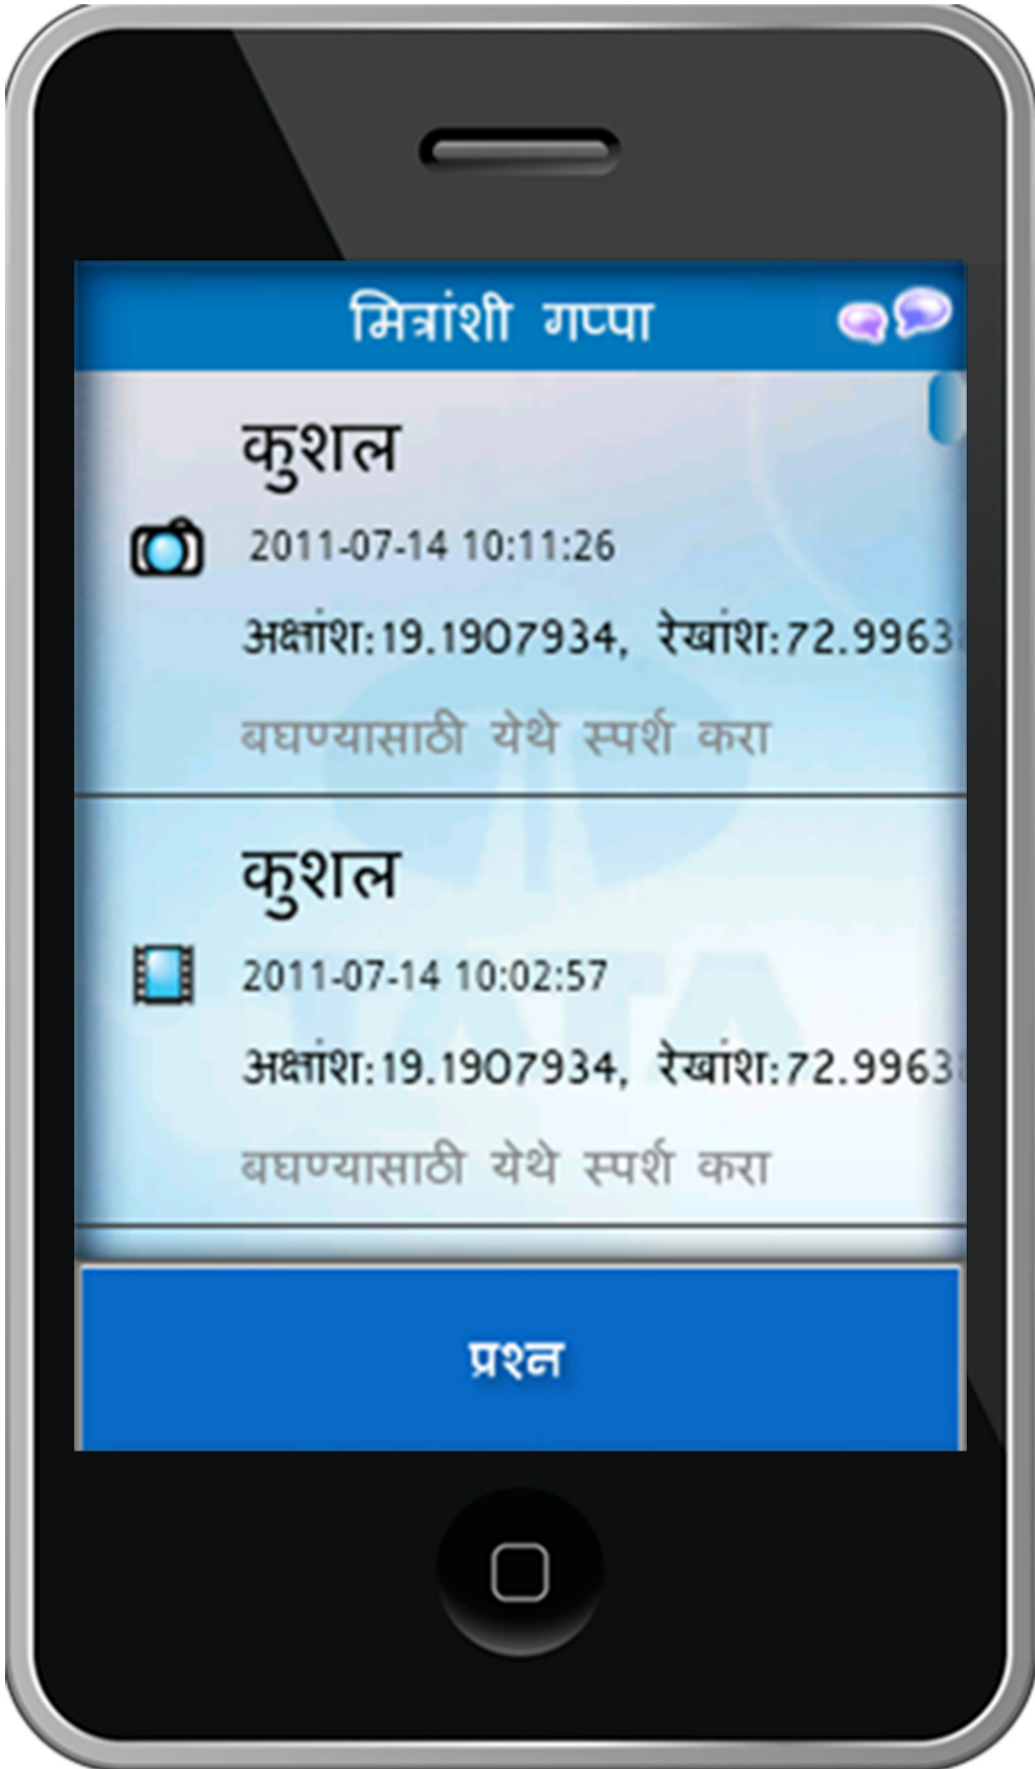 मित्रांशी गप्पा
कुशल
2011-07-14 10:11:26
अक्षांश:19.1907934, रेखांश:72.9963
बघण्यासाठी येथे स्पर्श करा
कुशल
2011-07-14 10:02:57
TATA
अक्षांश:19.1907934, रेखांश:72.9963
बघण्यासाठी येथे स्पर्श करा
प्रश्न